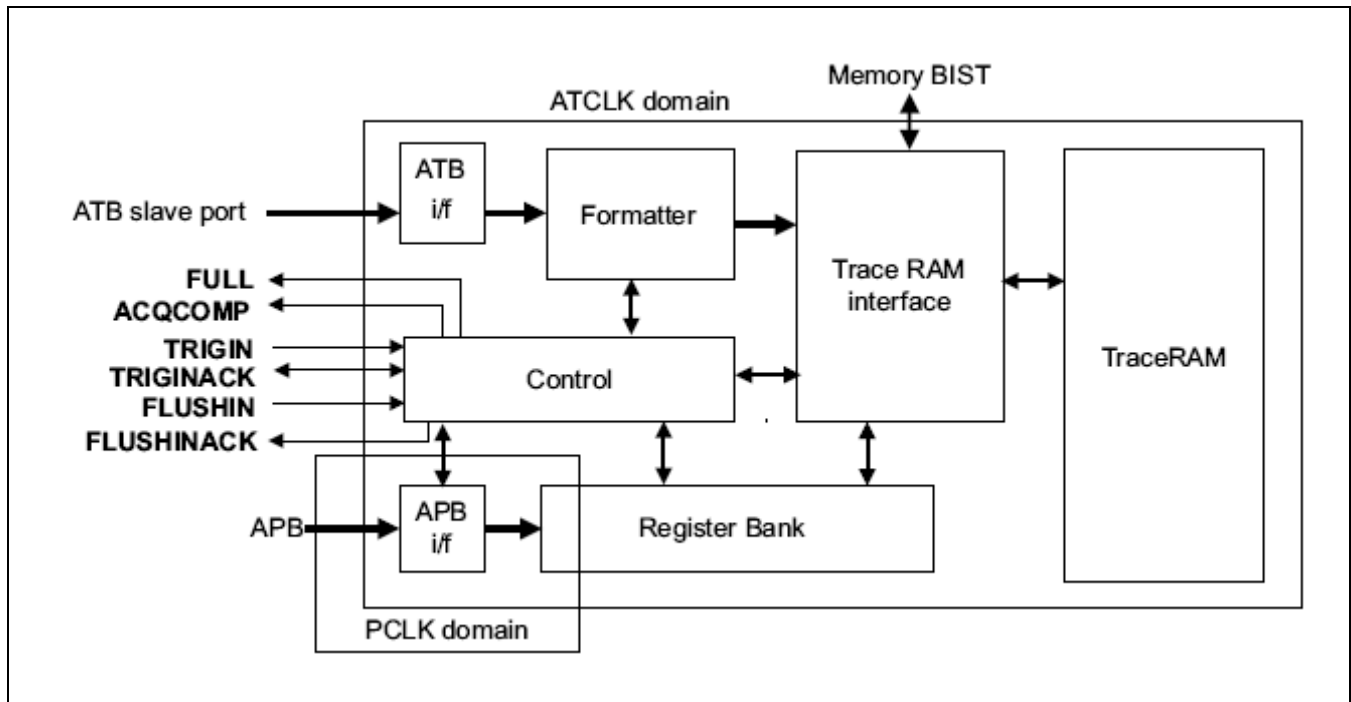 Memory BIST
ATCLK domain
ATB
i/f
ATB slave port
Formatter
Trace RAM
interface
TraceRAM
FULL
ACQCOMP
TRIGIN
TRIGINACK
FLUSHIN
FLUSHINACK
Control
APB
APB
i/f
Register Bank
PCLK domain